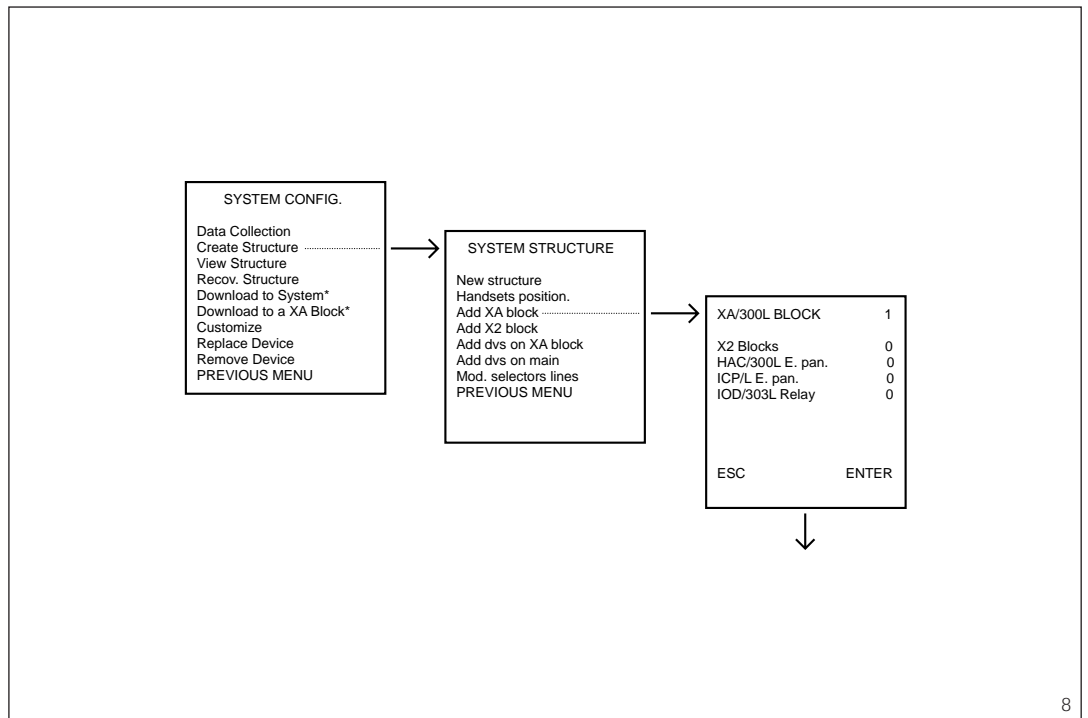 SYSTEM CONFIG.
Data Collection
Create Structure
View Structure
Recov. Structure
Download to System*
Download to a XA Block*
Customize
Replace Device
Remove Device
PREVIOUS MENU
SYSTEM STRUCTURE
New structure
Handsets position.
Add XA block
Add X2 block
Add dvs on XA block
Add dvs on main
Mod. selectors lines
PREVIOUS MENU
XA/300L BLOCK 1
X2 Blocks 0
HAC/300L E. pan. 0
ICP/L E. pan. 0
IOD/303L Relay 0
ESC ENTER
8